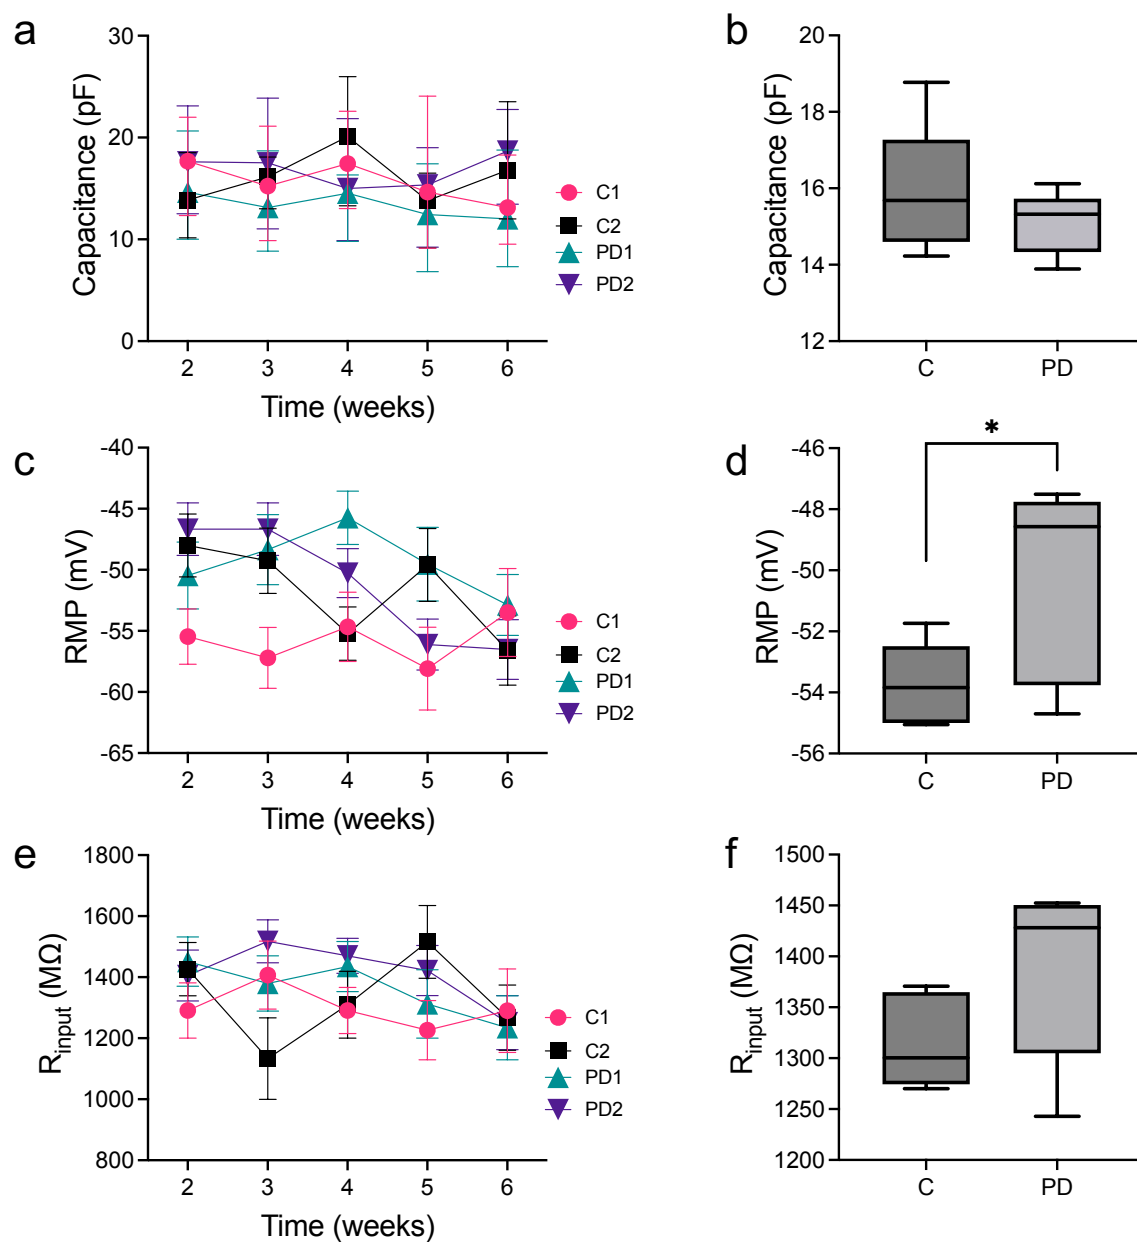 a
30
20
10
0
Capacitance (pF)
2 3 4 5 6
Time (weeks)
C1
C2
PD1
PD2
b
20
18
16
14
12
Capacitance (pF)
C PD
c
-40
-45
-50
-55
-60
-65
RMP (mV)
2 3 4 5 6
Time (weeks)
C1
C2
PD1
PD2
d
*
-46
-48
-50
-52
-54
-56
RMP (mV)
C PD
e
1800
1600
1400
1200
1000
800
Rinput (MΩ)
2 3 4 5 6
Time (weeks)
C1
C2
PD1
PD2
f
1500
1450
1400
1350
1300
1250
1200
Rinput (MΩ)
C PD